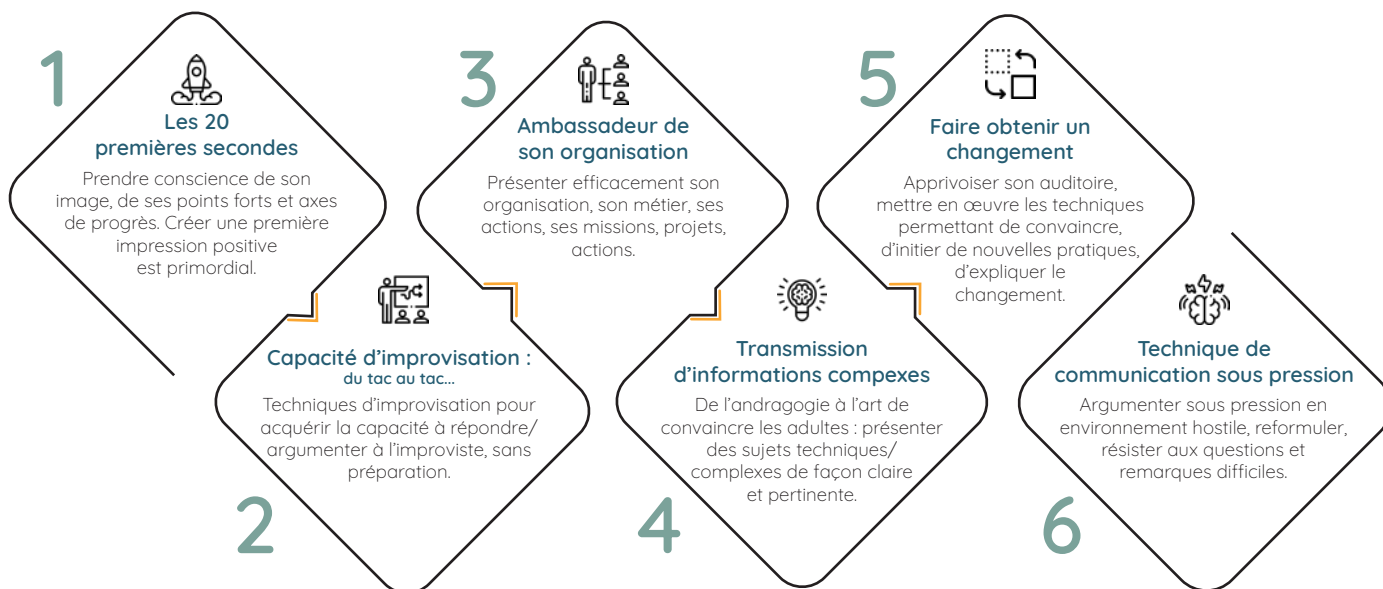 1
Les 20
premières secondes
Prendre conscience de son
image, de ses points forts et axes
de progrès. Créer une première
impression positive
est primordial.
2
Capacité d'improvisation :
du tac au tac...
Techniques d'improvisation pour
acquérir la capacité à répondre/
argumenter à l'improviste, sans
préparation.
3
Ambassadeur de
son organisation
Présenter efficacement son
organisation, son métier, ses
actions, ses missions, projets,
actions.
4
Transmission
d'informations compexes
De l'andragogie à l'art de
convaincre les adultes : présenter
des sujets techniques/
complexes de façon claire
et pertinente.
5
Faire obtenir un
changement
Apprivoiser son auditoire,
mettre en œuvre les techniques
permettant de convaincre,
d'initier de nouvelles pratiques,
d'expliquer le
changement.
6
Technique de
communication sous pression
Argumenter sous pression en
environnement hostile, reformuler,
résister aux questions et
remarques difficiles.